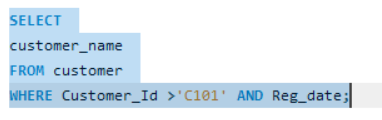 SELECT
customer_name
FROM customer
WHERE Customer_Id >'C101' AND Reg_date;